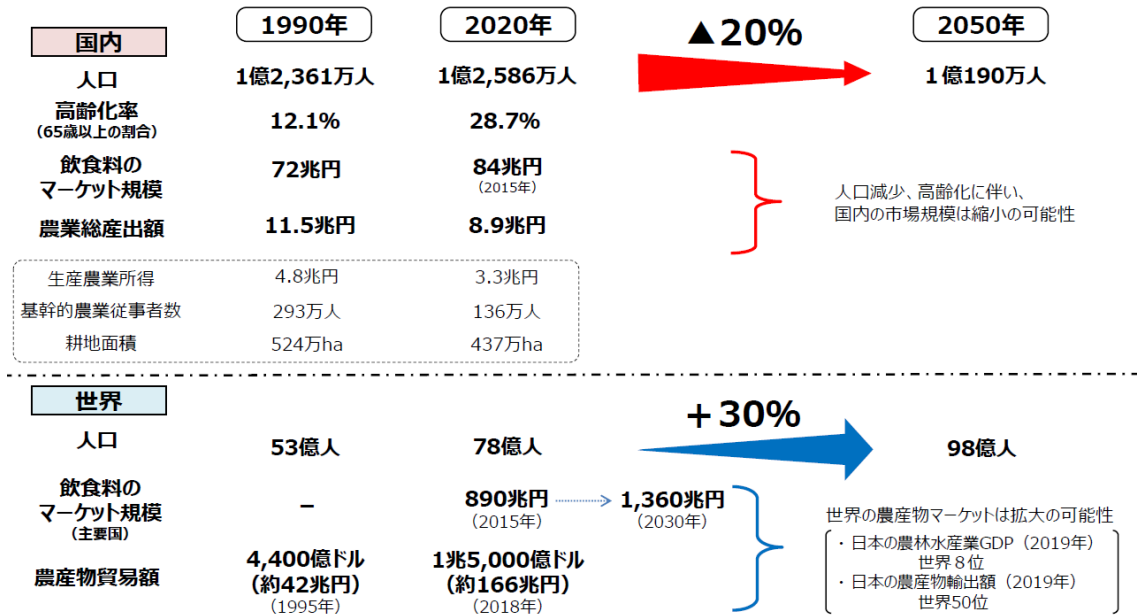 1990年 2020年 ▲20% 2050年
国内
人口 1億2,361万人 1億2,586万人 1億190万人
高齢化率
(65歳以上の割合)
12.1% 28.7%
飲食料の
マーケット規模
72兆円 84兆円
(2015年)
人口減少、高齢化に伴い、
国内の市場規模は縮小の可能性
農業総産出額 11.5兆円 8.9兆円
生産農業所得 4.8兆円 3.3兆円
基幹的農業従事者数 293万人 136万人
耕地面積 524万ha 437万ha
世界
+30%
人口 53億人 78億人 98億人
飲食料の
マーケット規模
(主要国)
– 890兆円 1,360兆円
(2015年) (2030年)
世界の農産物マーケットは拡大の可能性
・日本の農林水産業GDP(2019年)
世界8位
・日本の農産物輸出額(2019年)
世界50位
農産物貿易額
4,400億ドル 1兆5,000億ドル
(約42兆円) (約166兆円)
(1995年) (2018年)